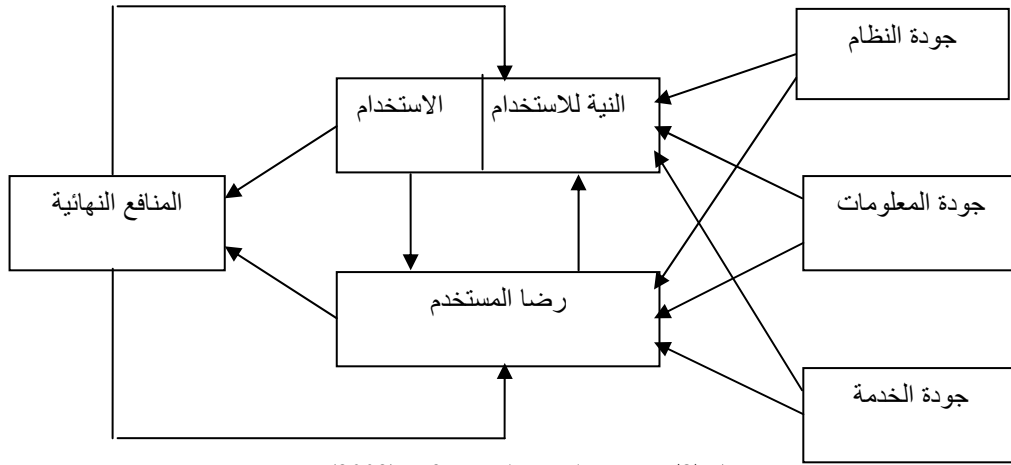 جودة النظام
النية للاستخدام
الاستخدام
جودة المعلومات
المنافع النهائية
رضا المستخدم
جودة الخدمة